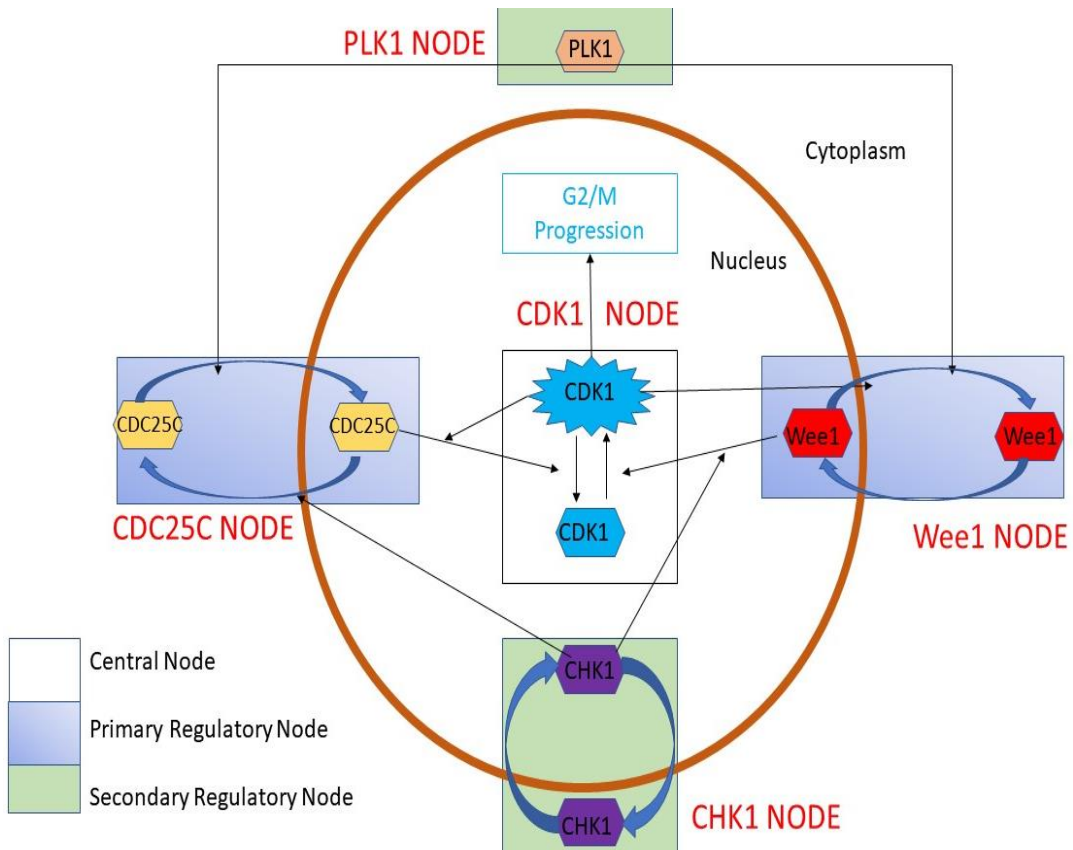 PLK1 NODE
PLK1
Cytoplasm
G2/M
Progression
Nucleus
CDK1 NODE
CDK1
CDC25C
CDC25C
Wee1
Wee1
CDK1
CDC25C NODE
Wee1 NODE
Central Node
CHK1
Primary Regulatory Node
Secondary Regulatory Node
CHK1
CHK1 NODE